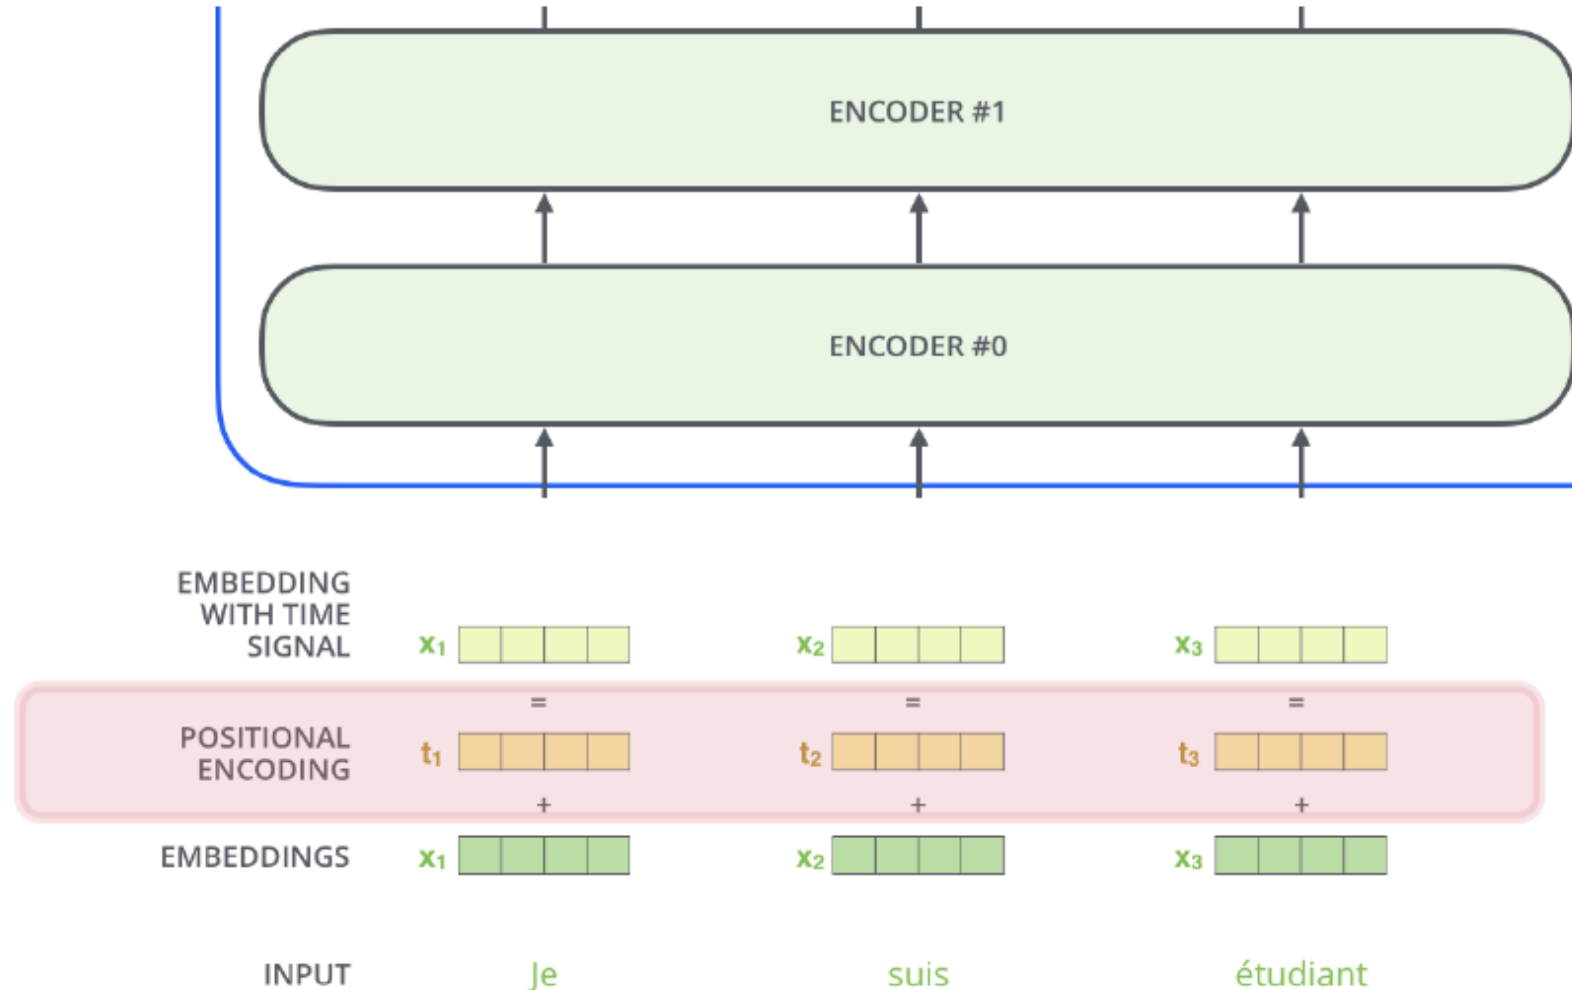 ENCODER #1
ENCODER #0
EMBEDDING
WITH TIME
SIGNAL
x₁ x₂ x₃
= = =
POSITIONAL
ENCODING
t₁ t₂ t₃
+ + +
EMBEDDINGS x₁ x₂ x₃
INPUT Je suis étudiant